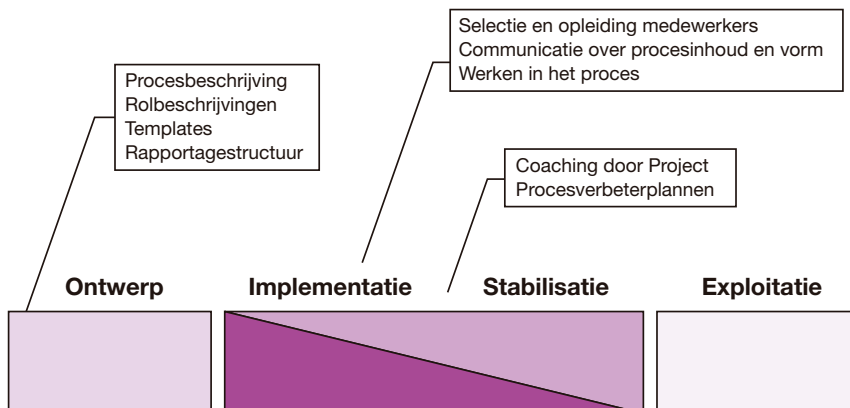 Selectie en opleiding medewerkers
Communicatie over procesinhoud en vorm
Werken in het proces
Procesbeschrijving
Rolbeschrijvingen
Templates
Rapportagestructuur
Coaching door Project
Procesverbeterplannen
Ontwerp
Implementatie
Stabilisatie
Exploitatie